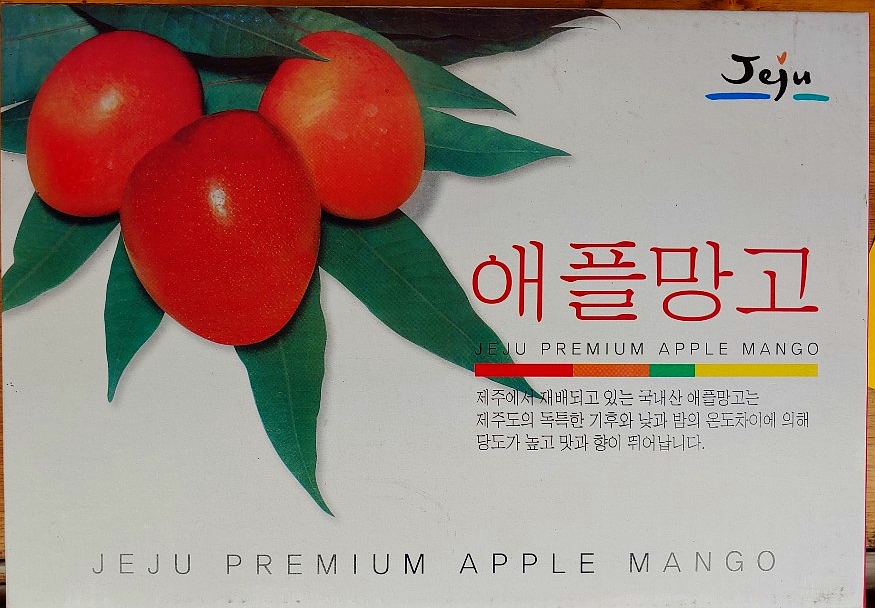 Jeju
애플망고
JEJU PREMIUM APPLE MANGO
제주에서 재배되고 있는 국내산 애플망고는
제주도의 독특한 기후와 낮과 밤의 온도차이에 의해
당도가 높고 맛과 향이 뛰어납니다.
JEJU PREMIUM APPLE MANGO